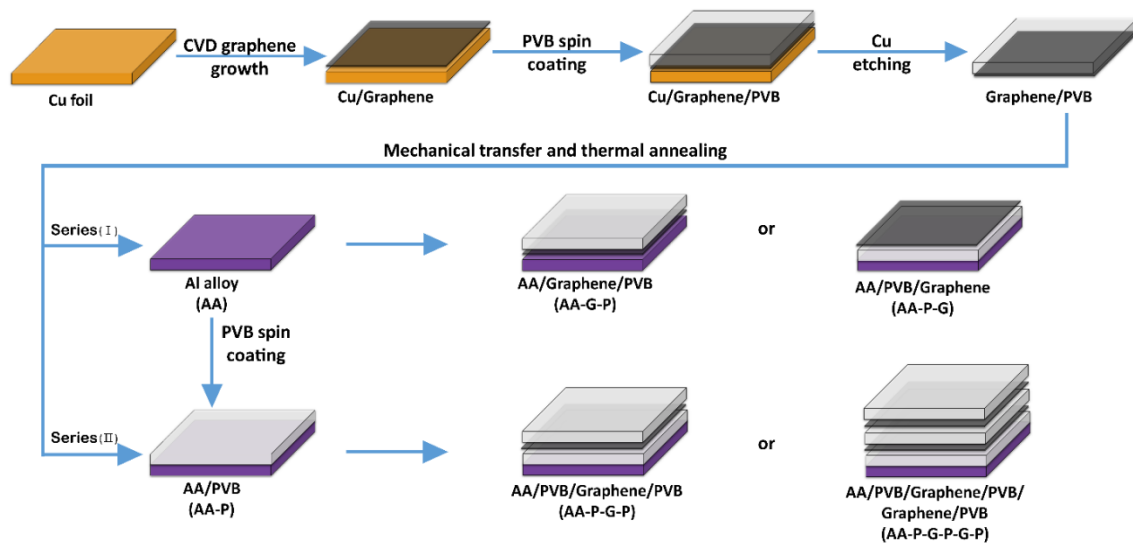 CVD graphene
growth
PVB spin
coating
Cu
etching
Cu foil
Cu/Graphene
Cu/Graphene/PVB
Graphene/PVB
Mechanical transfer and thermal annealing
Series(Ⅰ)
or
Al alloy
(AA)
AA/Graphene/PVB
(AA-G-P)
AA/PVB/Graphene
(AA-P-G)
PVB spin
coating
Series(Ⅱ)
or
AA/PVB
(AA-P)
AA/PVB/Graphene/PVB
(AA-P-G-P)
AA/PVB/Graphene/PVB/
Graphene/PVB
(AA-P-G-P-G-P)